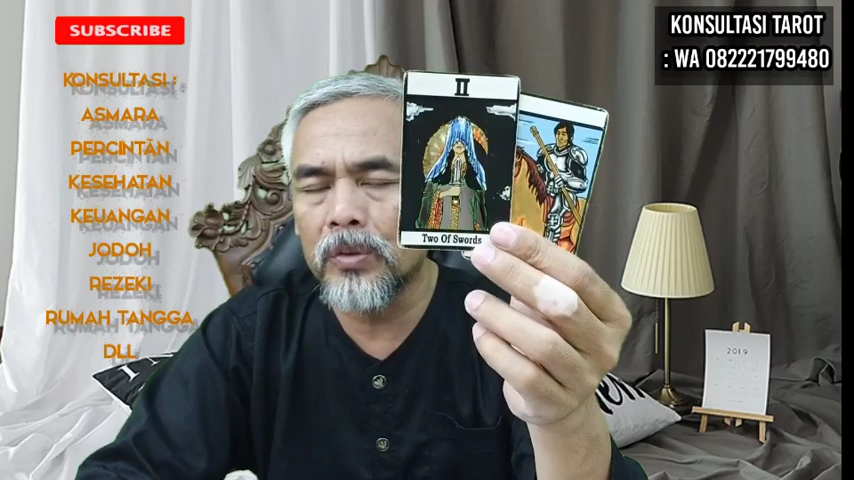 SUBSCRIBE
KONSULTASI :
ASMARA
PERCINTAN
KESEHATAN
KEUANGAN
JODOH
REZEKI
RUMAH TANGGA
DLL
KONSULTASI TAROT
: WA 082221799480
II
Two Of Swords
2019